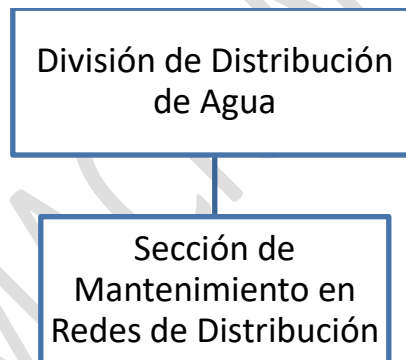 División de Distribución
de Agua
Sección de
Mantenimiento en
Redes de Distribución